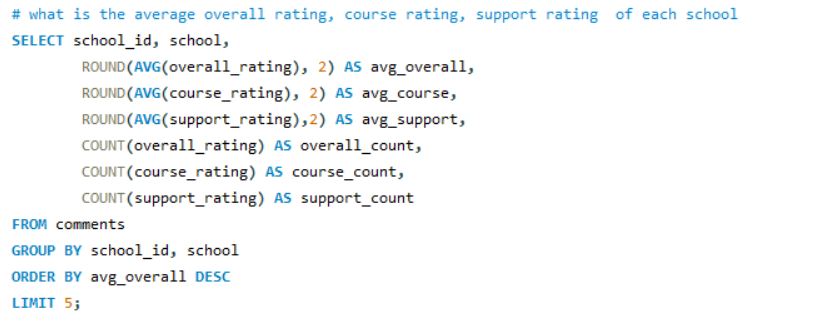 # what is the average overall rating, course rating, support rating  of each school
SELECT school_id, school,
        ROUND(AVG(overall_rating), 2) AS avg_overall,
        ROUND(AVG(course_rating), 2) AS avg_course,
        ROUND(AVG(support_rating),2) AS avg_support,
        COUNT(overall_rating) AS overall_count,
        COUNT(course_rating) AS course_count,
        COUNT(support_rating) AS support_count
FROM comments
GROUP BY school_id, school
ORDER BY avg_overall DESC
LIMIT 5;